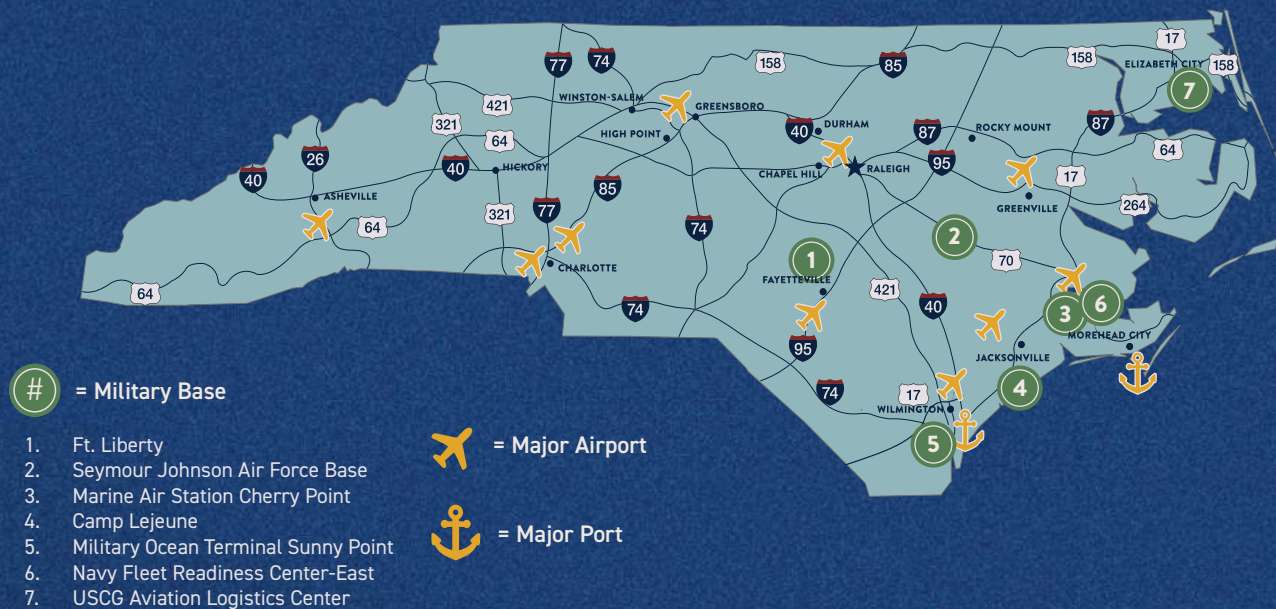 17
77
74
158
85
158
ELIZABETH CITY
158
7
WINSTON-SALEM
421
GREENSBORO
321
64
HIGH POINT
40
DURHAM
87
ROCKY MOUNT
87
64
26
40
40
HICKORY
CHAPEL HILL
RALEIGH
95
17
85
ASHEVILLE
321
77
64
74
GREENVILLE
264
2
70
CHARLOTTE
1
FAYETTEVILLE
421
64
74
40
3
6
MOREHEAD CITY
95
JACKSONVILLE
74
17
4
WILMINGTON
5
# = Military Base
1. Ft. Liberty
2. Seymour Johnson Air Force Base
3. Marine Air Station Cherry Point
4. Camp Lejeune
5. Military Ocean Terminal Sunny Point
6. Navy Fleet Readiness Center-East
7. USCG Aviation Logistics Center
= Major Airport
= Major Port